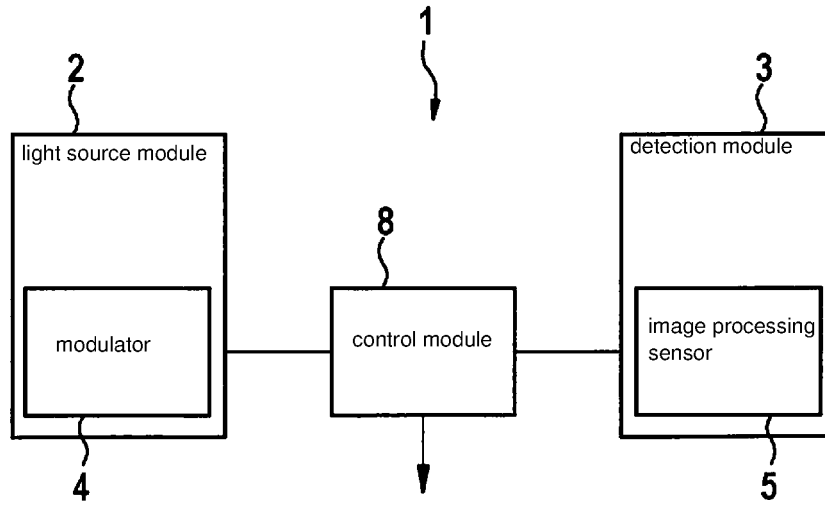 1
2
3
light source module
detection module
8
modulator
control module
image processing
sensor
4
5